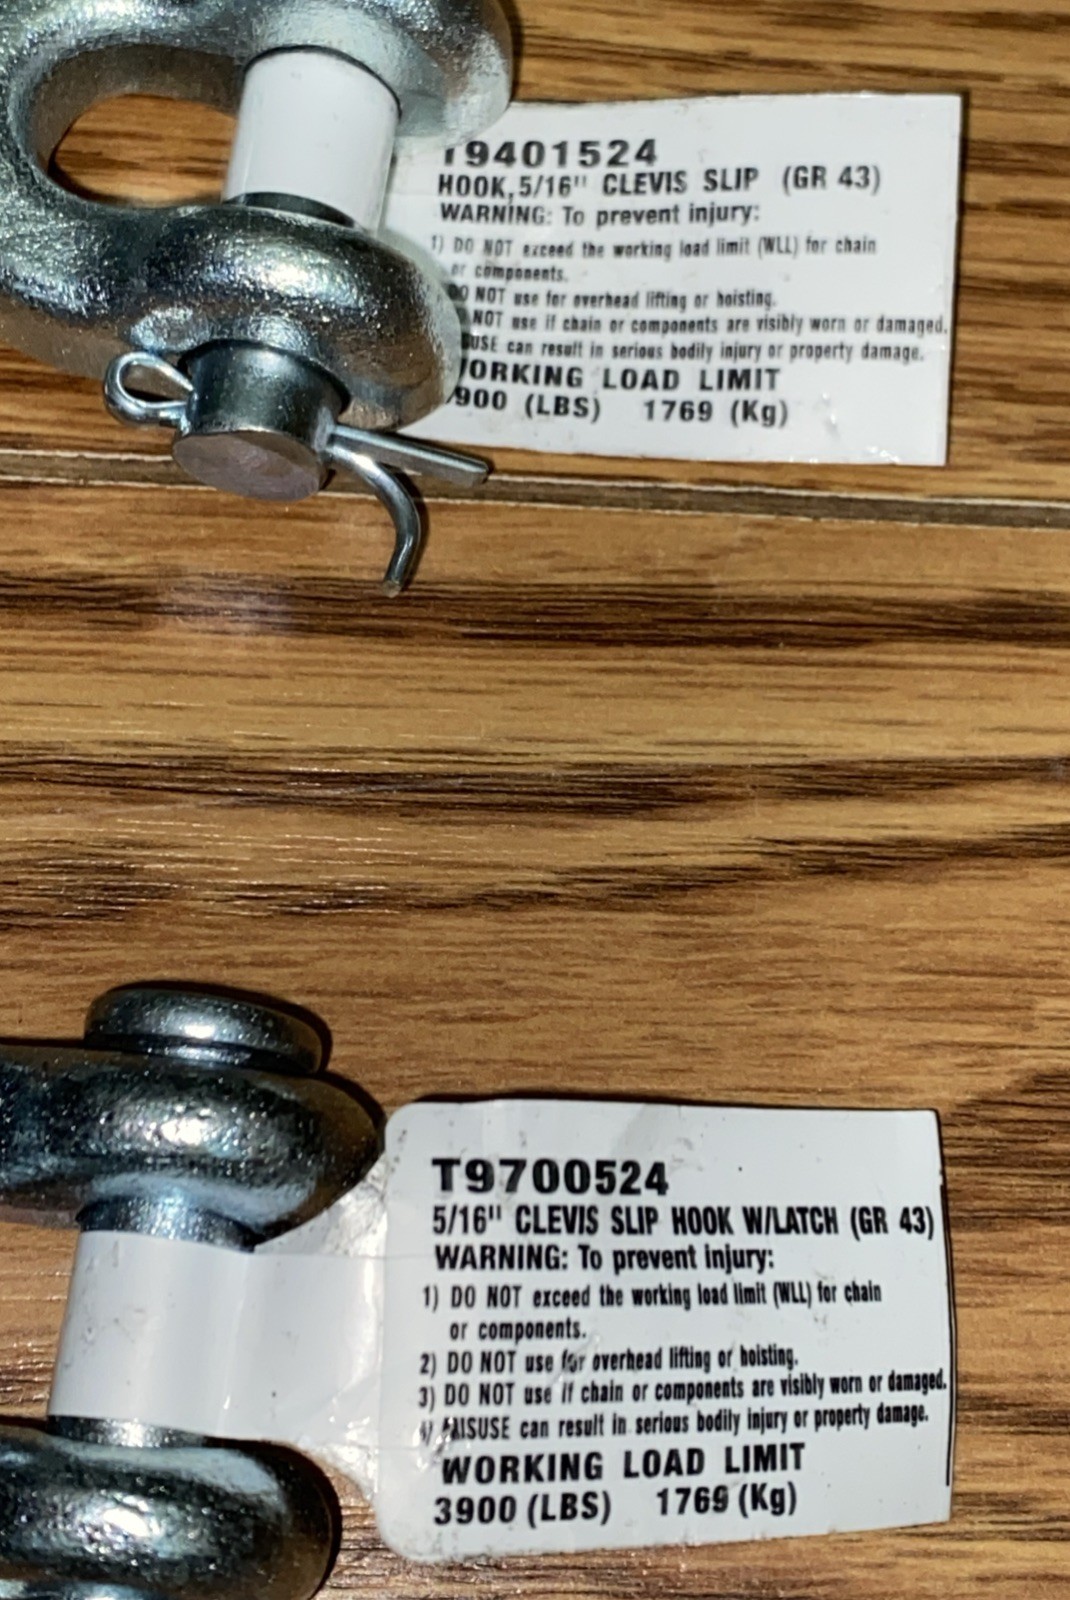 T9401524
HOOK, 5/16" CLEVIS SLIP (GR 43)
WARNING: To prevent injury:
1) DO NOT exceed the working load limit (WLL) for chain
or components.
DO NOT use for overhead lifting or hoisting.
NOT use if chain or components are visibly worn or damaged.
USE can result in serious bodily injury or property damage.
WORKING LOAD LIMIT
900 (LBS) 1769 (Kg)
T9700524
5/16" CLEVIS SLIP HOOK W/LATCH (GR 43)
WARNING: To prevent injury:
1) DO NOT exceed the working load limit (WLL) for chain
or components.
2) DO NOT use for overhead lifting or hoisting.
3) DO NOT use if chain or components are visibly worn or damaged.
4) MISUSE can result in serious bodily injury or property damage.
WORKING LOAD LIMIT
3900 (LBS) 1769 (Kg)